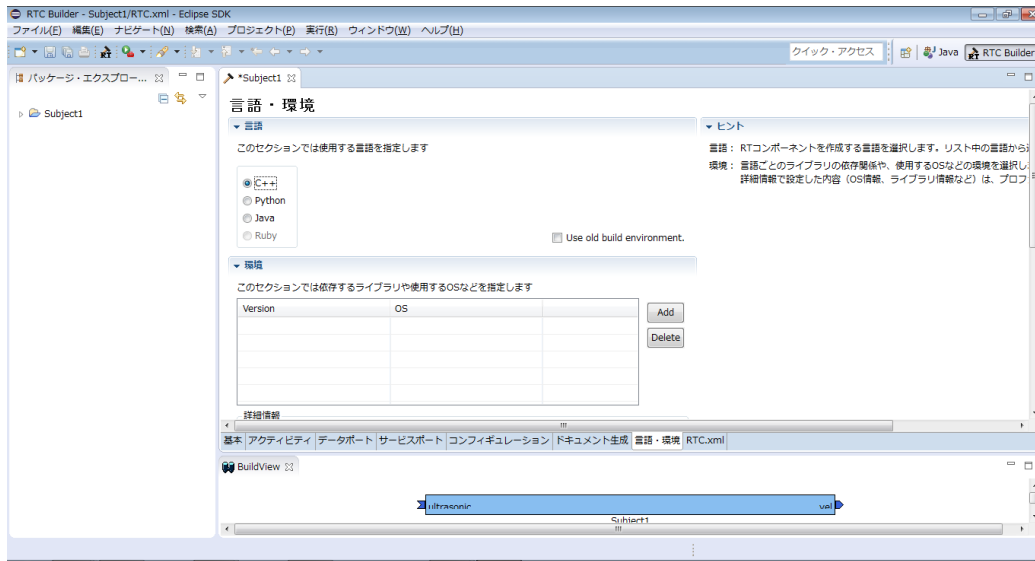 RTC Builder - Subject1/RTC.xml - Eclipse SDK
ファイル(F) 編集(E) ナビゲート(N) 検索(A) プロジェクト(P) 実行(R) ウィンドウ(W) ヘルプ(H)
クイック・アクセス Java RTC Builder
パッケージ・エクスプロー... *Subject1
言語・環境
Subject1
言語
ヒント
このセクションでは使用する言語を指定します
言語： RTコンポーネントを作成する言語を選択します。リスト中の言語から
環境： 言語ごとのライブラリの依存関係や、使用するOSなどの環境を選択し
詳細情報で設定した内容（OS情報、ライブラリ情報など）は、プロフ
C++
Python
Java
Ruby
Use old build environment.
環境
このセクションでは依存するライブラリや使用するOSなどを指定します
Version OS
Add
Delete
詳細情報
基本 アクティビティ データポート サービスポート コンフィギュレーション ドキュメント生成 言語・環境 RTC.xml
BuildView
ultrasonic vel
Subject1